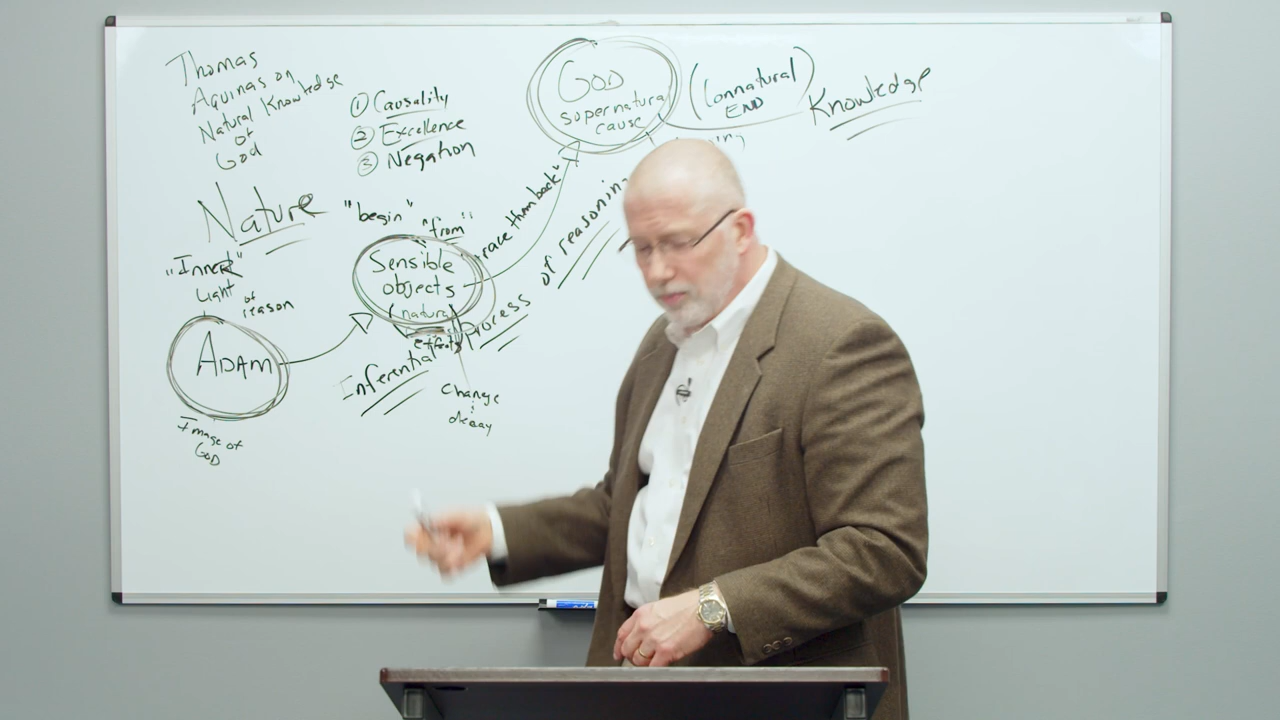 Thomas
Aquinas on
Natural Knowledge
of
God
① Causality
② Excellence
③ Negation
GOD
supernatural
cause
(Connatural)
END
Knowledge
Nature
"Inner"
Light of
reason
ADAM
Image of
GOD
"begin"
"from"
Sensible
objects
(natural
effects)
change
decay
"trace them back"
Inferential
Process
of reasoning